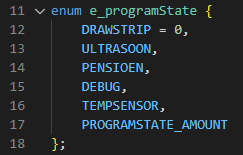 11 enum e_programState {
12 DRAWSTRIP = 0,
13 ULTRASOON,
14 PENSIOEN,
15 DEBUG,
16 TEMPSENSOR,
17 PROGRAMSTATE_AMOUNT
18 };